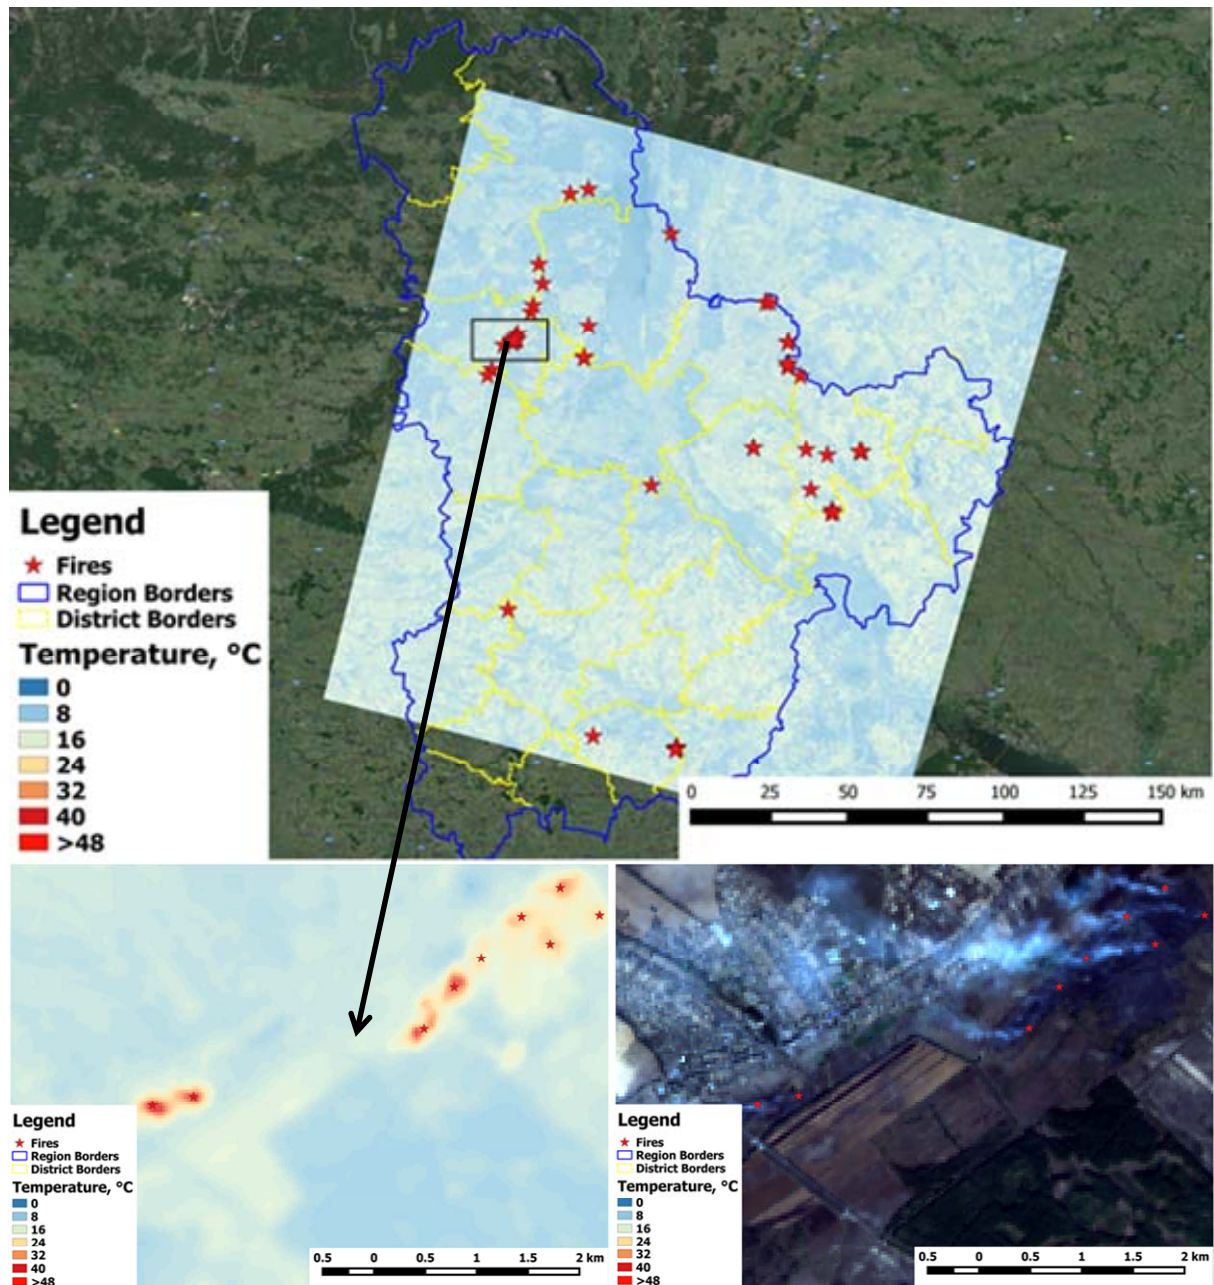 Legend
Fires
Region Borders
District Borders
Temperature, °C
0
8
16
24
32
40
>48
0 25 50 75 100 125 150 km
Legend
Fires
Region Borders
District Borders
Temperature, °C
0
8
16
24
32
40
>48
0.5 0 0.5 1 1.5 2 km
Legend
Fires
Region Borders
District Borders
Temperature, °C
0
8
16
24
32
40
>48
0.5 0 0.5 1 1.5 2 km